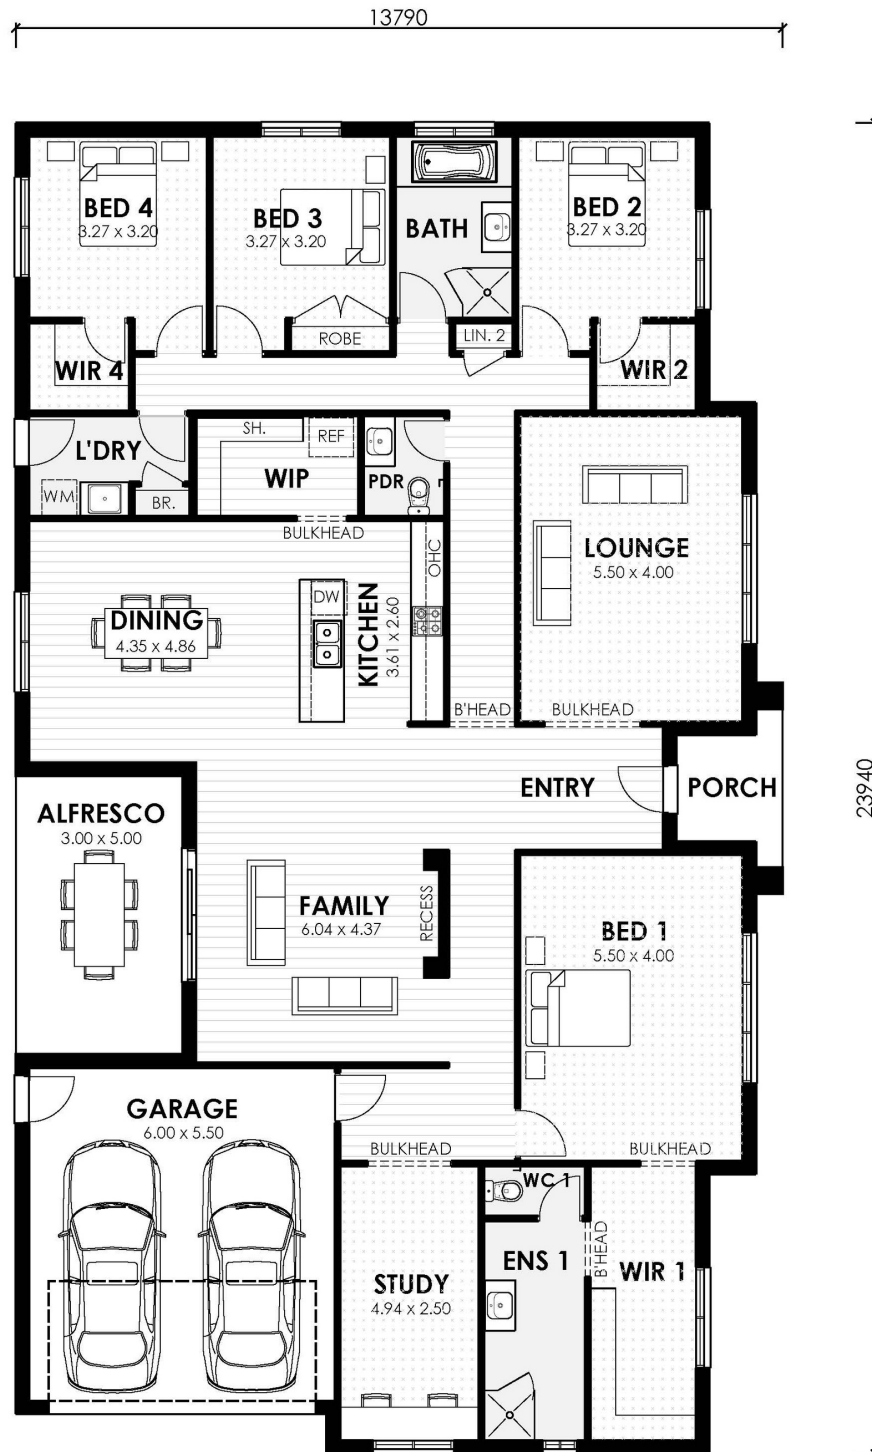 13790
BED 4
3.27 x 3.20
BED 3
3.27 x 3.20
BATH
BED 2
3.27 x 3.20
ROBE
LIN. 2
WIR 4
WIR 2
L'DRY
WM
BR.
SH.
REF
WIP
PDR
BULKHEAD
OHC
LOUNGE
5.50 x 4.00
DINING
4.35 x 4.86
DW
KITCHEN
3.61 x 2.60
B'HEAD
BULKHEAD
ENTRY
PORCH
23940
ALFRESCO
3.00 x 5.00
FAMILY
6.04 x 4.37
RECESS
BED 1
5.50 x 4.00
GARAGE
6.00 x 5.50
BULKHEAD
BULKHEAD
WC 1
ENS 1
B'HEAD
WIR 1
STUDY
4.94 x 2.50